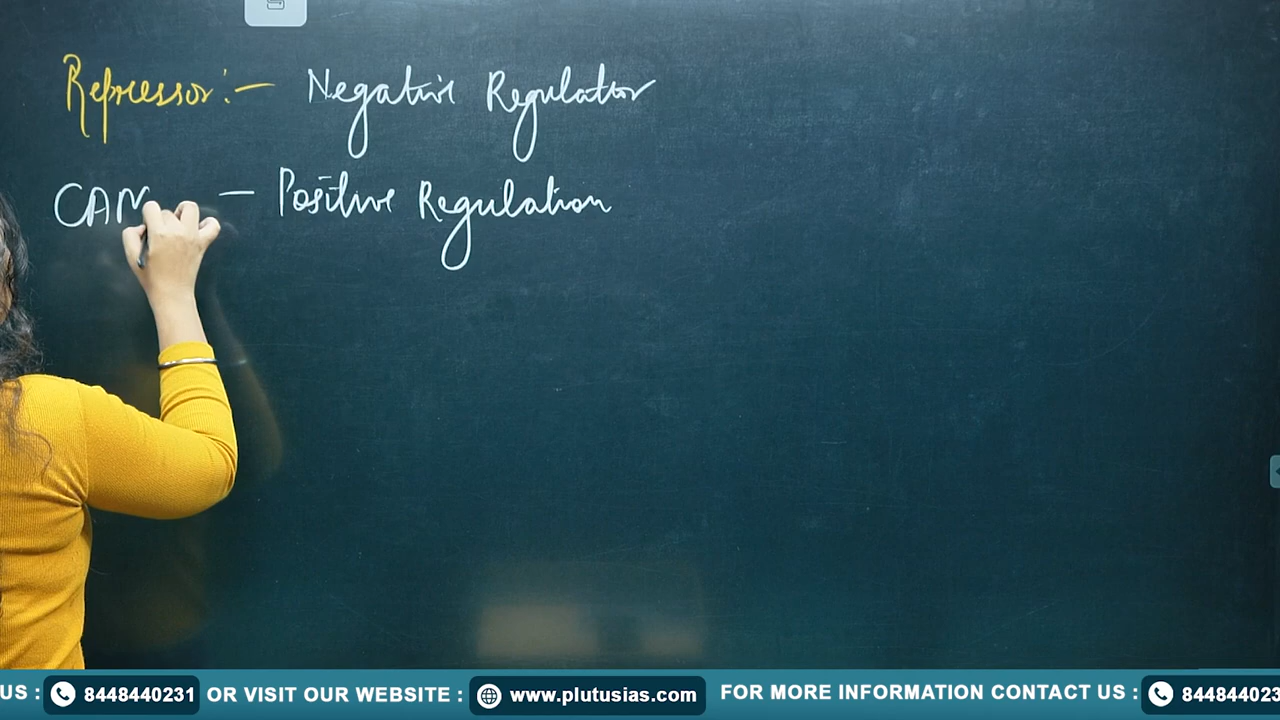 Repressor :- Negative Regulator
CAM - Positive Regulation
US : 8448440231 OR VISIT OUR WEBSITE : www.plutusias.com FOR MORE INFORMATION CONTACT US : 844844023